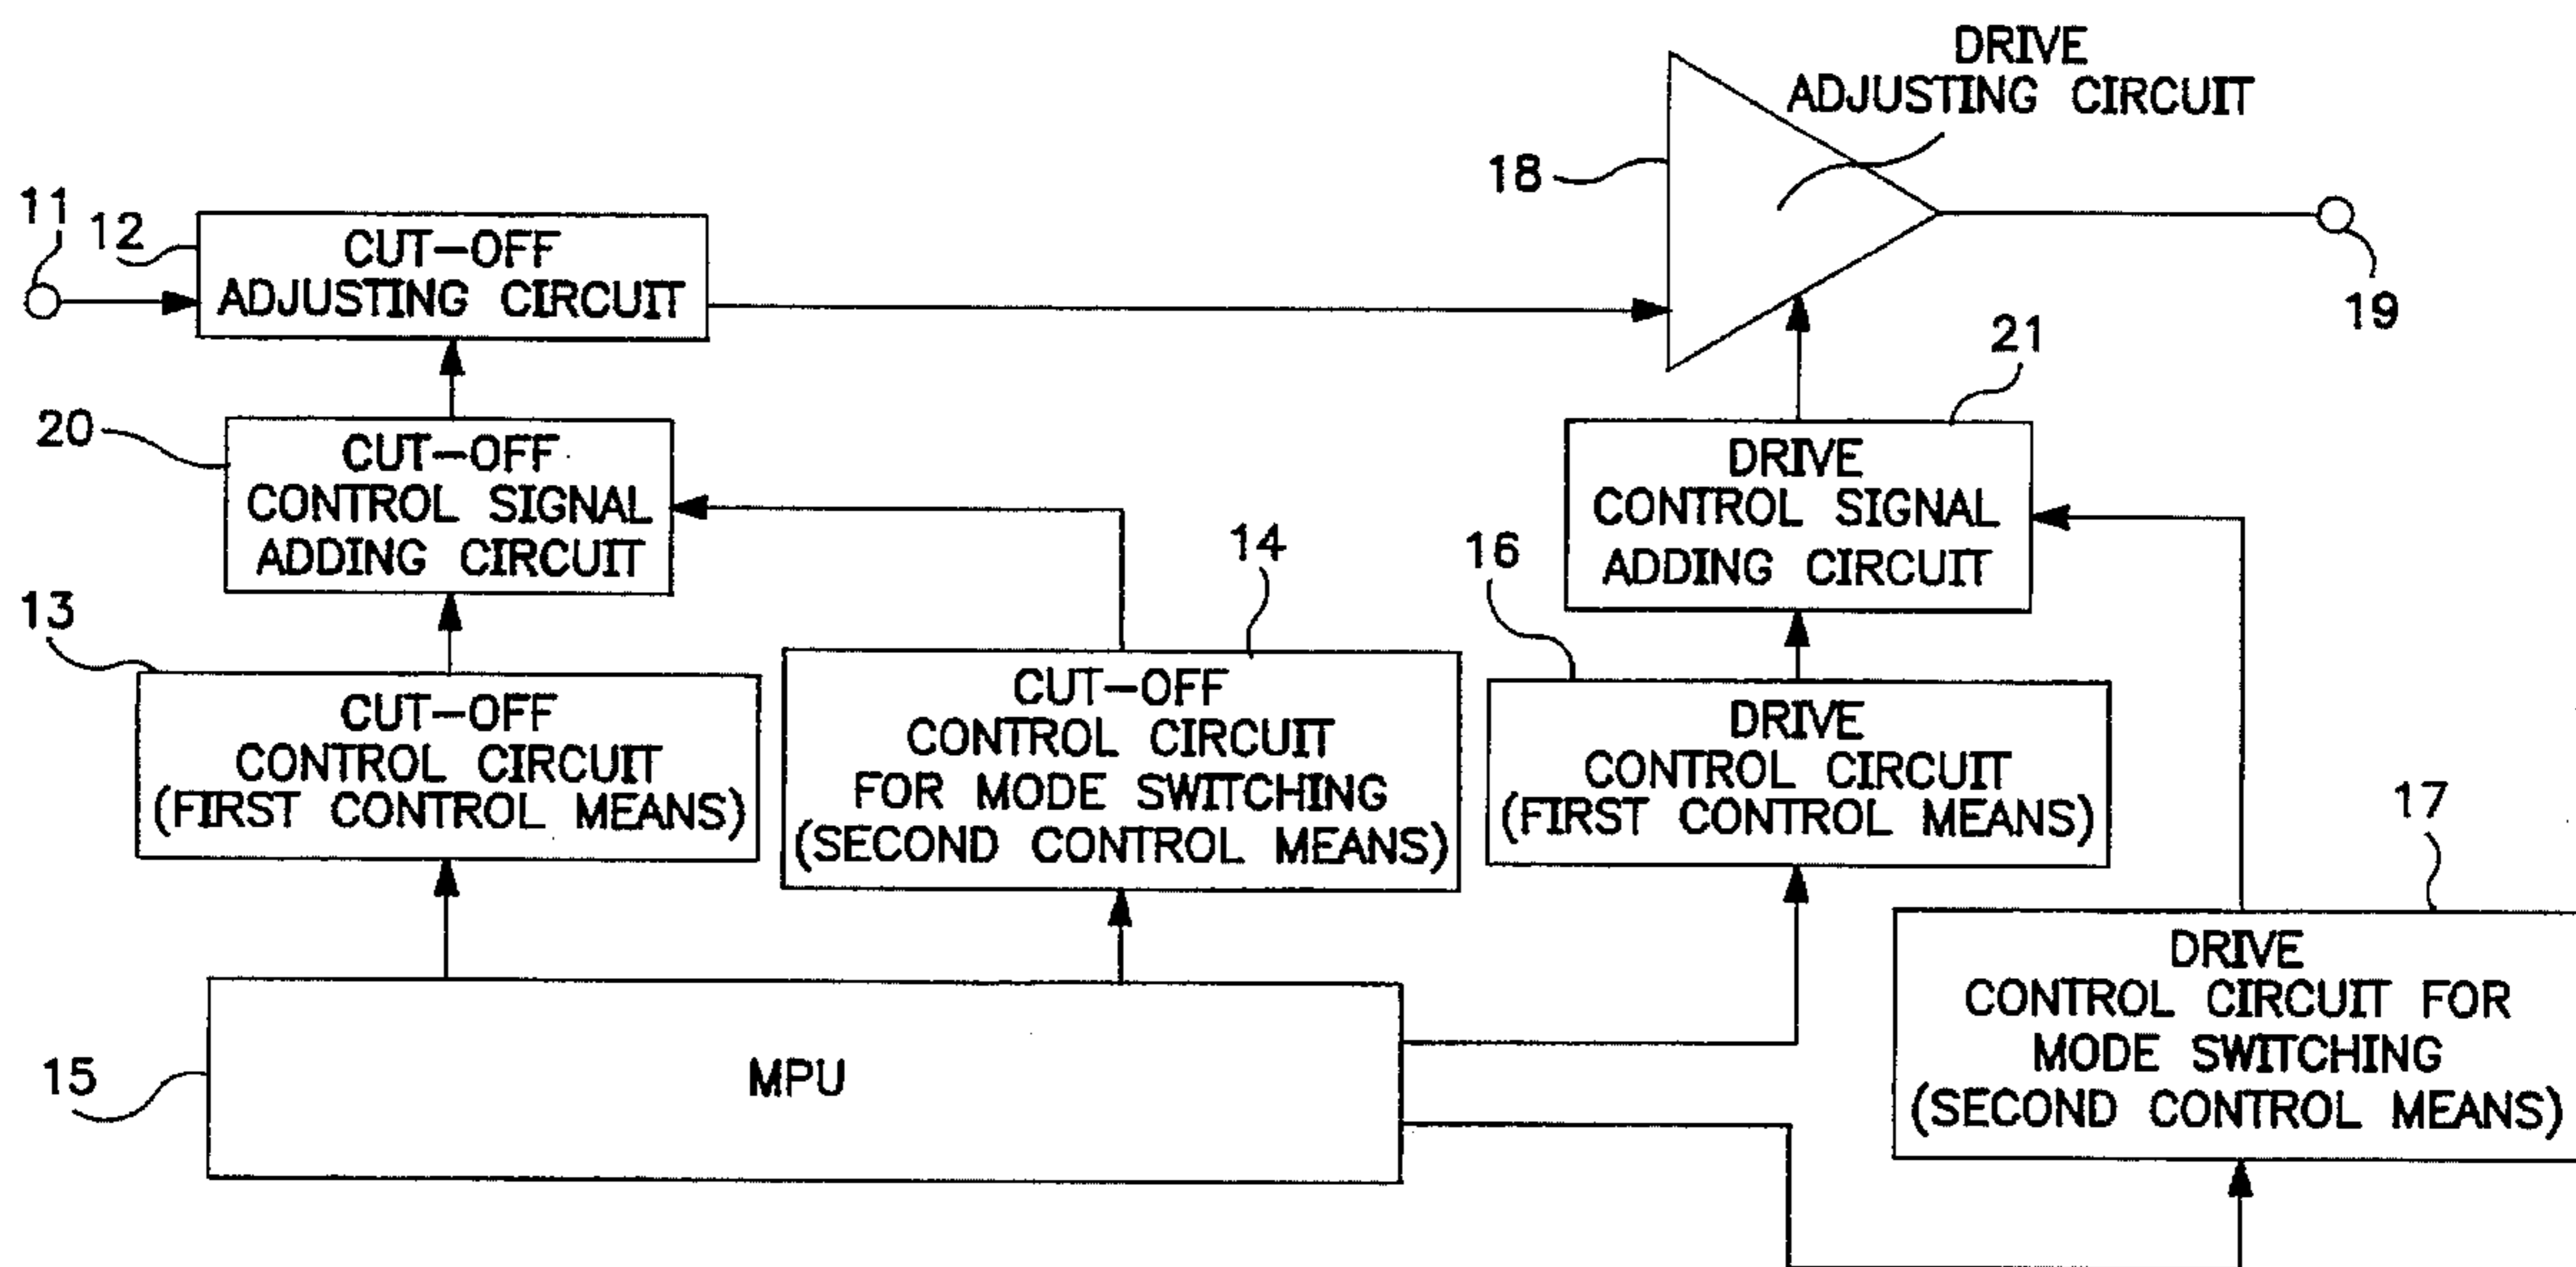 DRIVE
ADJUSTING CIRCUIT
18
11
12
CUT-OFF
ADJUSTING CIRCUIT
19
21
20
CUT-OFF
CONTROL SIGNAL
ADDING CIRCUIT
DRIVE
CONTROL SIGNAL
ADDING CIRCUIT
14
16
13
CUT-OFF
CONTROL CIRCUIT
(FIRST CONTROL MEANS)
CUT-OFF
CONTROL CIRCUIT
FOR MODE SWITCHING
(SECOND CONTROL MEANS)
DRIVE
CONTROL CIRCUIT
(FIRST CONTROL MEANS)
17
DRIVE
CONTROL CIRCUIT FOR
MODE SWITCHING
(SECOND CONTROL MEANS)
15
MPU